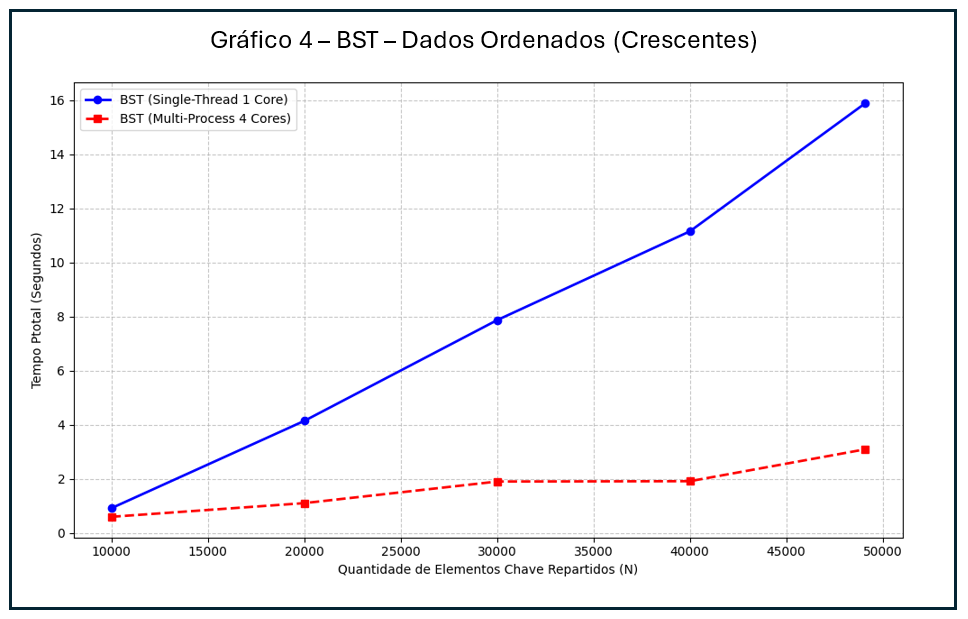 Gráfico 4 – BST – Dados Ordenados (Crescentes)
BST (Single-Thread 1 Core)
BST (Multi-Process 4 Cores)
Tempo Ptotal (Segundos)
16
14
12
10
8
6
4
2
0
10000 15000 20000 25000 30000 35000 40000 45000 50000
Quantidade de Elementos Chave Repartidos (N)